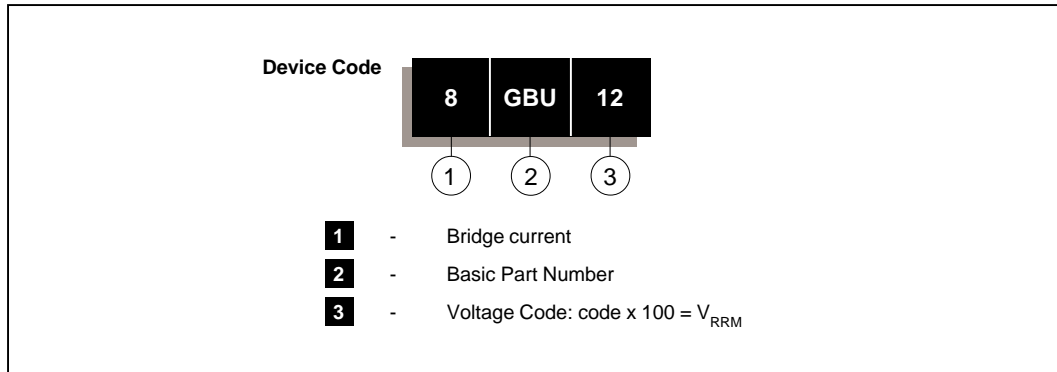 Device Code
8 GBU 12
1 2 3
1 - Bridge current
2 - Basic Part Number
3 - Voltage Code: code x 100 = VRRM